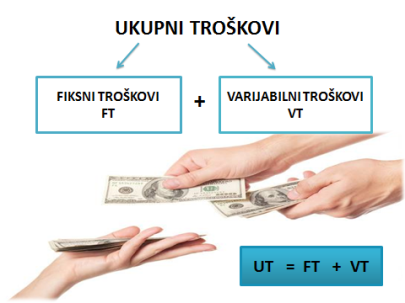 UKUPNI TROŠKOVI
FIKSNI TROŠKOVI
FT
+
VARIJABILNI TROŠKOVI
VT
UT = FT + VT